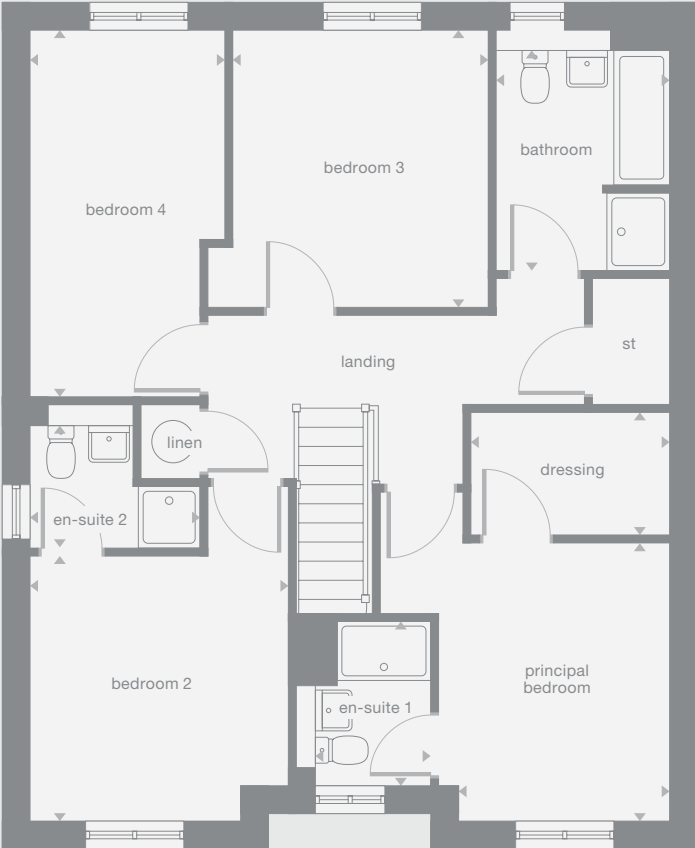 bedroom 3
bathroom
bedroom 4
landing
st
linen
dressing
en-suite 2
bedroom 2
principal
bedroom
en-suite 1